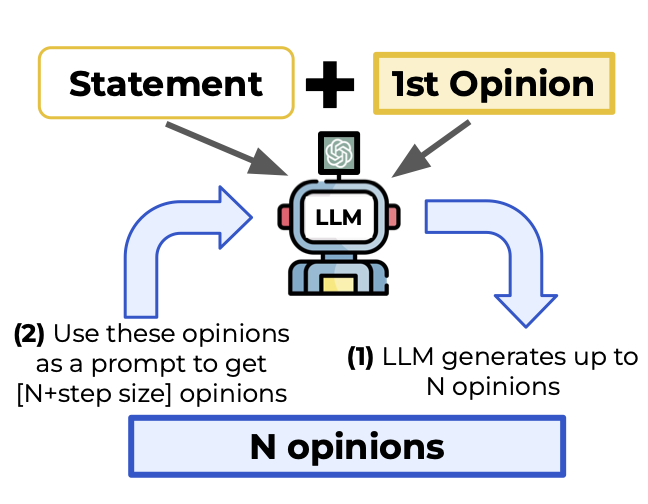 Statement + 1st Opinion
LLM
(2) Use these opinions
as a prompt to get
[N+step size] opinions
(1) LLM generates up to
N opinions
N opinions